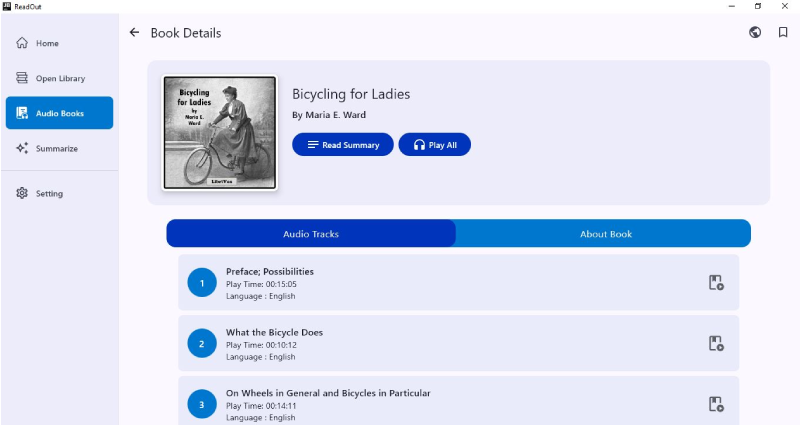 ReadOut
Home
Open Library
Audio Books
Summarize
Setting
Book Details
Bicycling
for Ladies
by
Maria E.
Ward
LibriVox
Bicycling for Ladies
By Maria E. Ward
Read Summary
Play All
Audio Tracks
About Book
1
Preface; Possibilities
Play Time: 00:15:05
Language : English
2
What the Bicycle Does
Play Time: 00:10:12
Language : English
3
On Wheels in General and Bicycles in Particular
Play Time: 00:14:11
Language : English